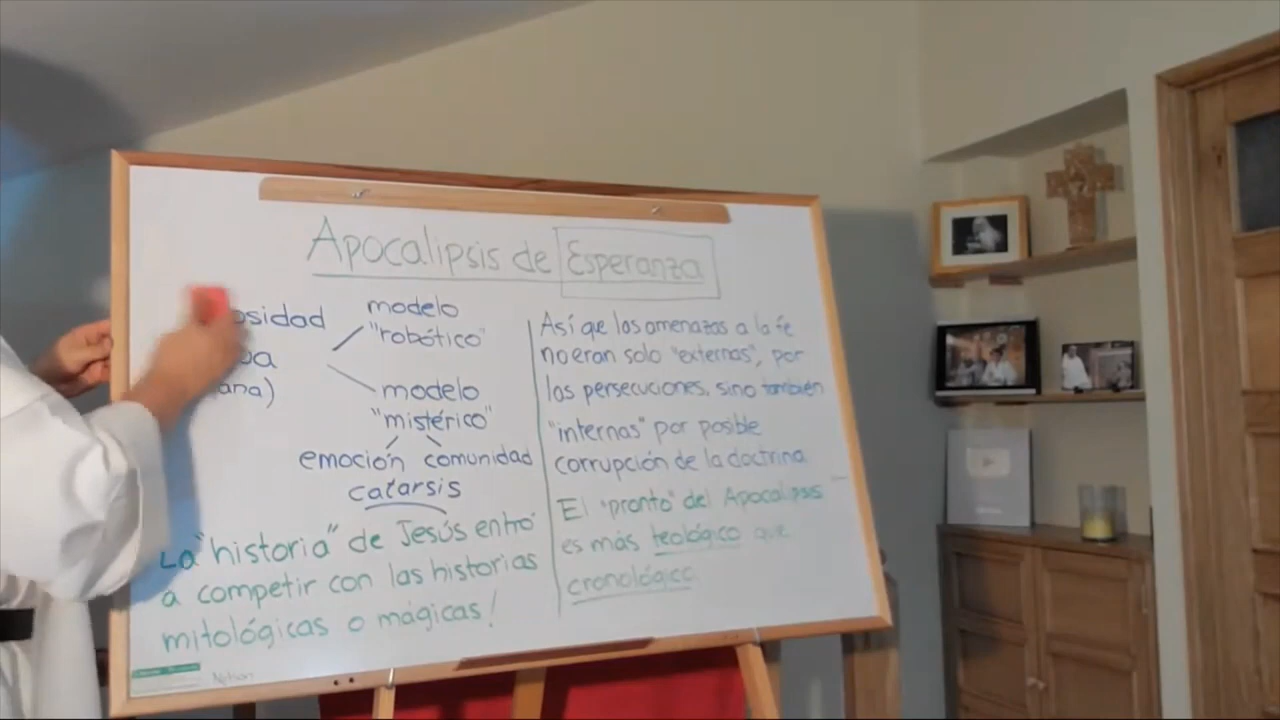 Apocalipsis de Esperanza
osidad
ana)
modelo
"robótico"
modelo
"mistérico"
emoción comunidad
catarsis
La "historia" de Jesús entró
a competir con las historias
mitológicas o mágicas!
Así que las amenazas a la fe
no eran solo "externas", por
las persecuciones, sino también
"internas" por posible
corrupción de la doctrina
El "pronto" del Apocalipsis
es más teológico que
cronológico
Nelson